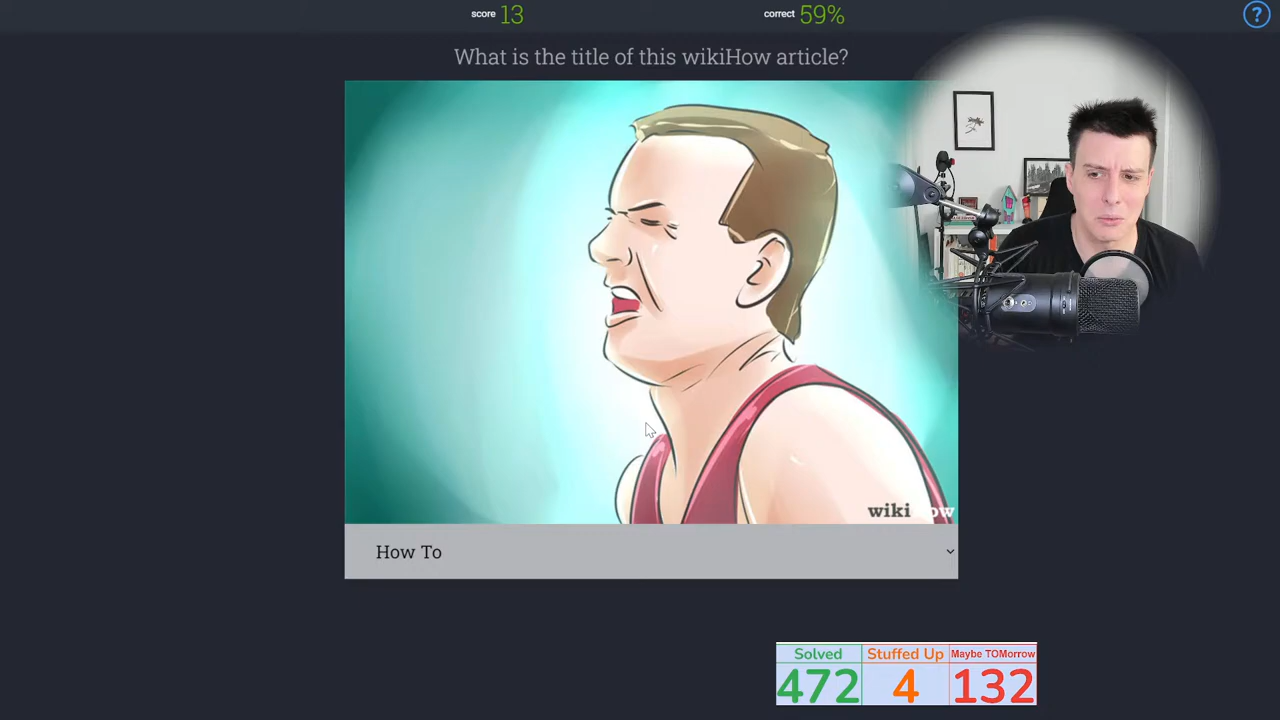 score 13
correct 59%
?
What is the title of this wikiHow article?
wikiHow
How To
Solved
Stuffed Up
Maybe TOMorrow
472
4
132